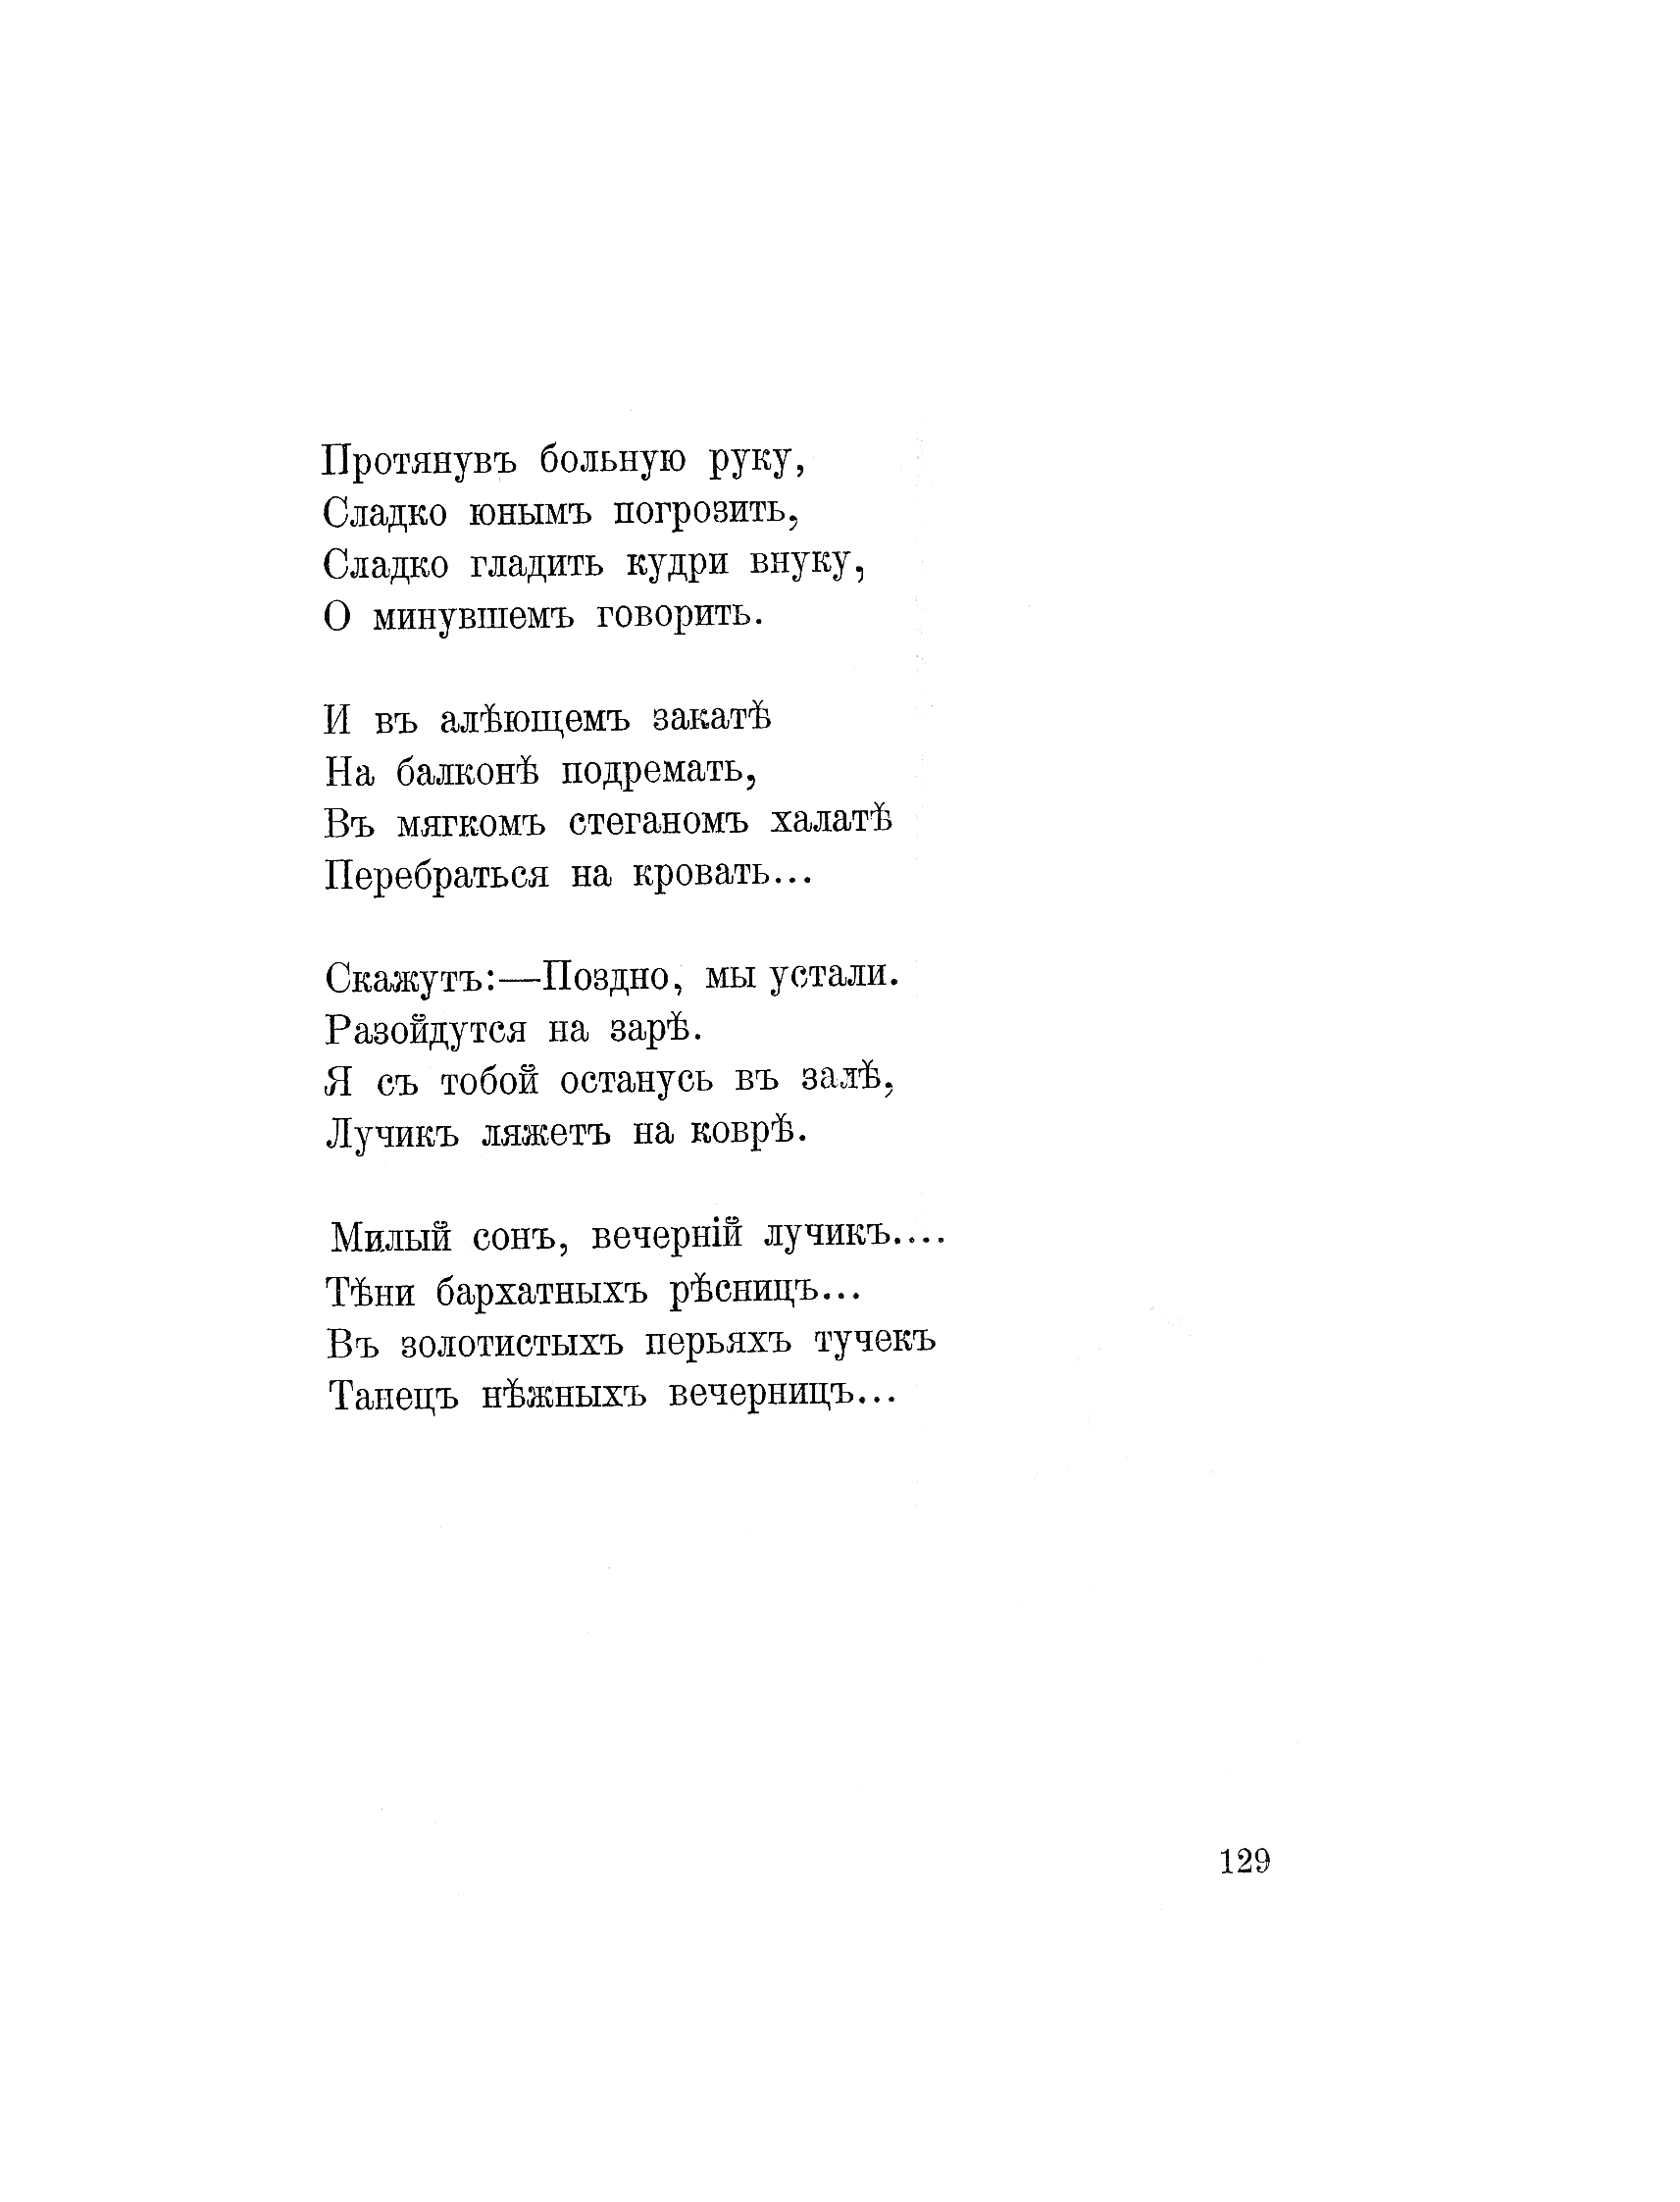 Протянувъ больную руку,
Сладко юнымъ погрозить,
Сладко гладить кудри внуку,
О минувшемъ говорить.
И въ алѣющемъ закатѣ
На балконѣ подремать,
Въ мягкомъ стеганомъ халатѣ
Перебраться на кровать...
Скажутъ:—Поздно, мы устали.
Разойдутся на зарѣ.
Я съ тобой останусь въ залѣ,
Лучикъ ляжетъ на коврѣ.
Милый сонъ, вечерній лучикъ....
Тѣни бархатныхъ рѣсницъ...
Въ золотистыхъ перьяхъ тучекъ
Танецъ нѣжныхъ вечерницъ...
129